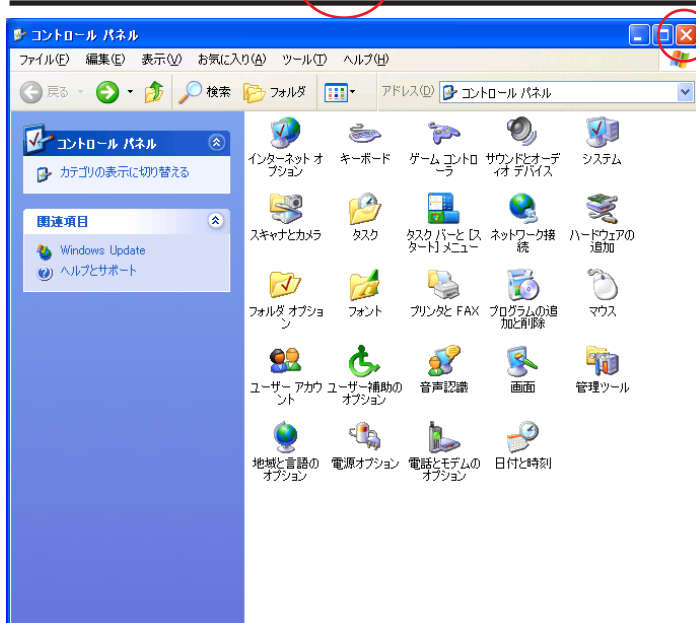 コントロール パネル
ファイル(F) 編集(E) 表示(V) お気に入り(A) ツール(T) ヘルプ(H)
戻る 検索 フォルダ アドレス(D) コントロール パネル
コントロール パネル
カテゴリの表示に切り替える
関連項目
Windows Update
ヘルプとサポート
インターネット オ
プション
キーボード
ゲーム コントロ
ーラ
サウンドとオーデ
ィオ デバイス
システム
スキャナとカメラ
タスク
タスク バーと [ス
タート] メニュー
ネットワーク接
続
ハードウェアの
追加
フォルダ オプショ
ン
フォント
プリンタと FAX
プログラムの追
加と削除
マウス
ユーザー アカウ
ント
ユーザー補助の
オプション
音声認識
画面
管理ツール
地域と言語の
オプション
電源オプション
電話とモデムの
オプション
日付と時刻